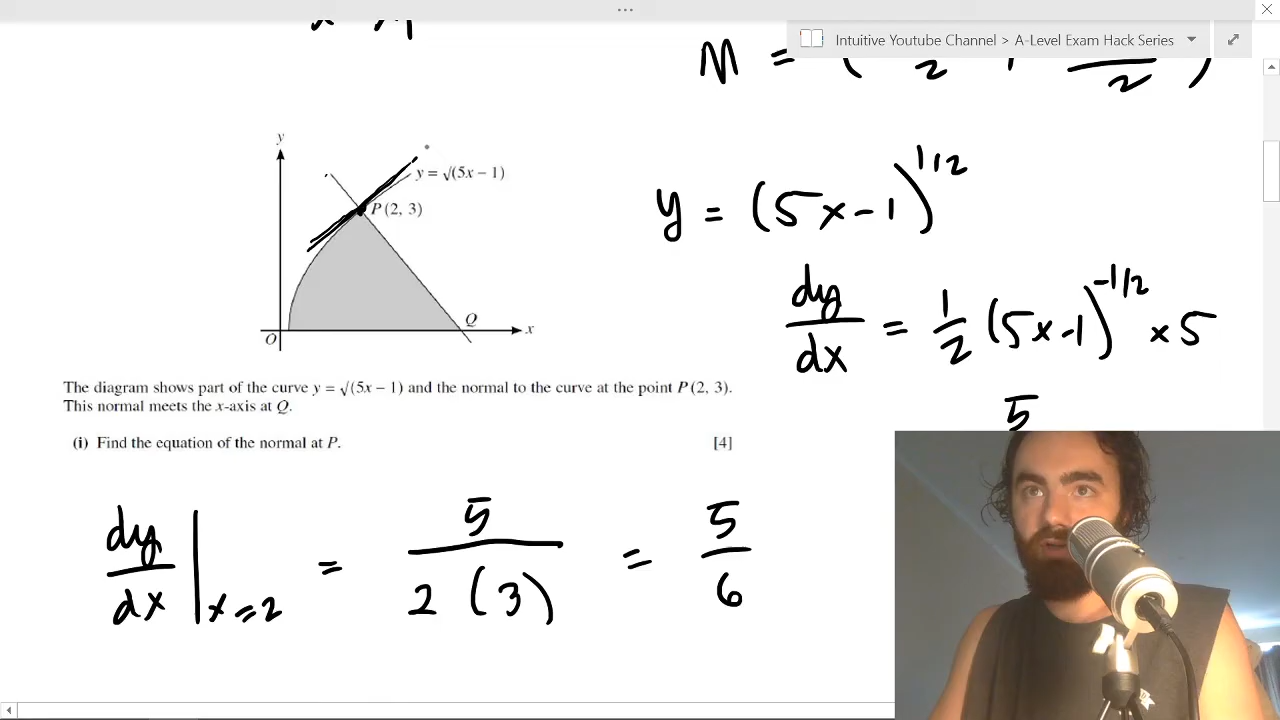 Intuitive Youtube Channel > A-Level Exam Hack Series
M = ( 2 , 2 )
y
y = √(5x − 1)
P (2, 3)
Q
x
O
y = (5x-1)^1/2
dy/dx = 1/2 (5x-1)^-1/2 × 5
5
The diagram shows part of the curve y = √(5x − 1) and the normal to the curve at the point P (2, 3).
This normal meets the x-axis at Q.
(i) Find the equation of the normal at P. [4]
dy/dx | x=2 = 5/2 (3) = 5/6